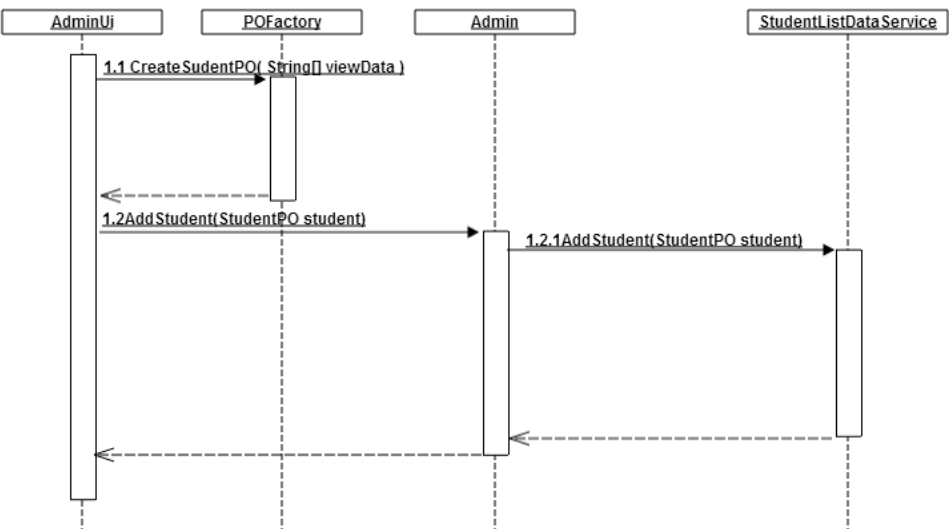 AdminUi
POFactory
Admin
StudentListDataService
1.1 CreateSudentPO( String[] viewData )
1.2AddStudent(StudentPO student)
1.2.1AddStudent(StudentPO student)